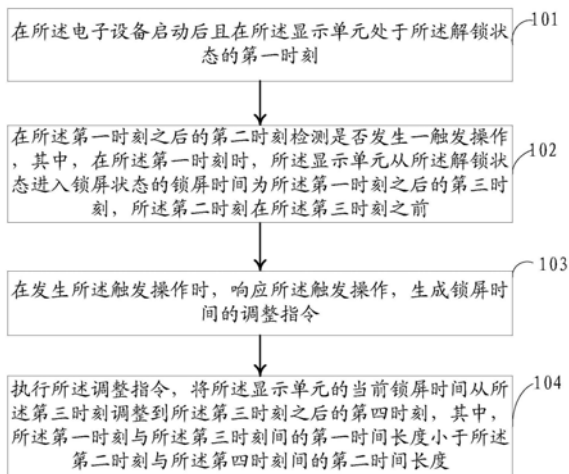 在所述电子设备启动后且在所述显示单元处于所述解锁状
态的第一时刻
101
在所述第一时刻之后的第二时刻检测是否发生一触发操作
，其中，在所述第一时刻时，所述显示单元从所述解锁状
态进入锁屏状态的锁屏时间为所述第一时刻之后的第三时
刻，所述第二时刻在所述第三时刻之前
102
在发生所述触发操作时，响应所述触发操作，生成锁屏时
间的调整指令
103
执行所述调整指令，将所述显示单元的当前锁屏时间从所
述第三时刻调整到所述第三时刻之后的第四时刻，其中，
所述第一时刻与所述第三时刻间的第一时间长度小于所述
第二时刻与所述第四时刻间的第二时间长度
104